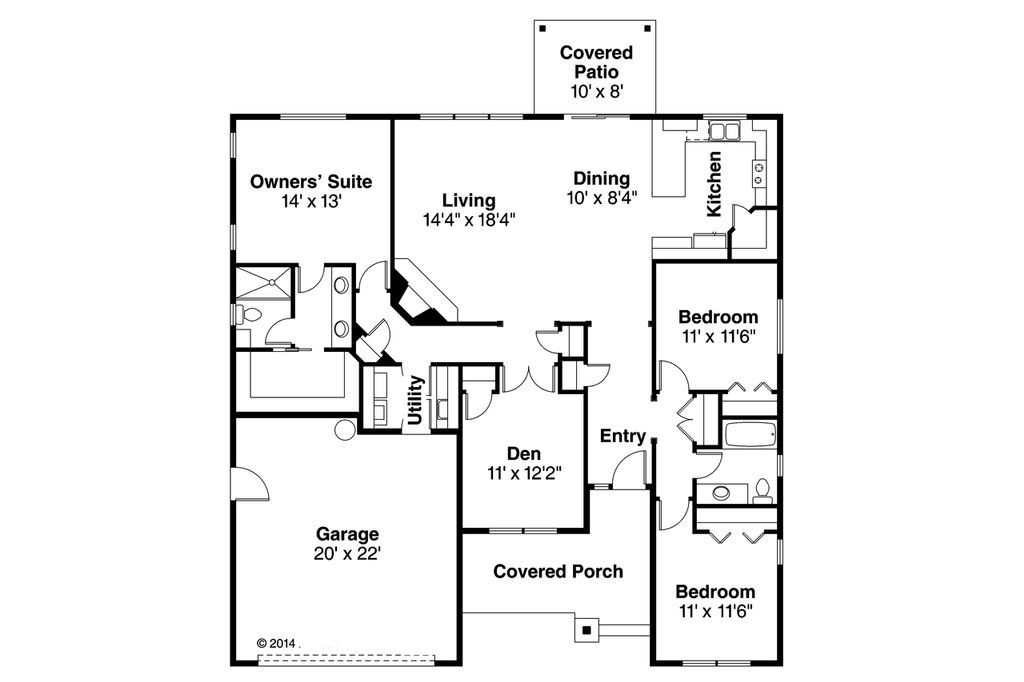 Covered
Patio
10' x 8'
Owners' Suite
14' x 13'
Living
14'4" x 18'4"
Dining
10' x 8'4"
Kitchen
Bedroom
11' x 11'6"
Utility
Den
11' x 12'2"
Entry
Garage
20' x 22'
Covered Porch
Bedroom
11' x 11'6"
© 2014 .